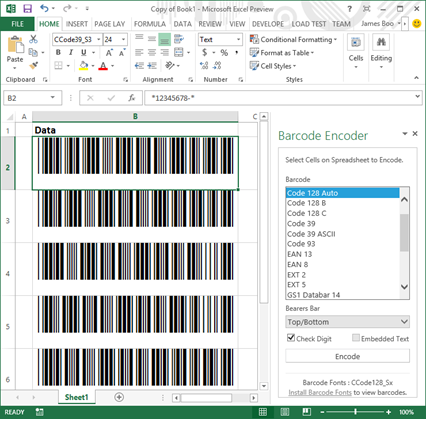 Copy of Book1 - Microsoft Excel Preview
FILE HOME INSERT PAGE LAY FORMULA DATA REVIEW VIEW DEVELOPE LOAD TEST TEAM James Boo...
Paste
CCode39_S3 24
B I U
A A
Text
$ % ,
Conditional Formatting
Format as Table
Cell Styles
Cells
Editing
Clipboard Font Alignment Number Styles
B2 *12345678-*
A B C
1 Data
2
3
4
5
6
Barcode Encoder
Select Cells on Spreadsheet to Encode.
Barcode
Code 128 Auto
Code 128 B
Code 128 C
Code 39
Code 39 ASCII
Code 93
EAN 13
EAN 8
EXT 2
EXT 5
GS1 Databar 14
Bearers Bar
Top/Bottom
Check Digit Embedded Text
Encode
Barcode Fonts : CCode128_Sx
Install Barcode Fonts to view barcodes.
Sheet1
READY 100%